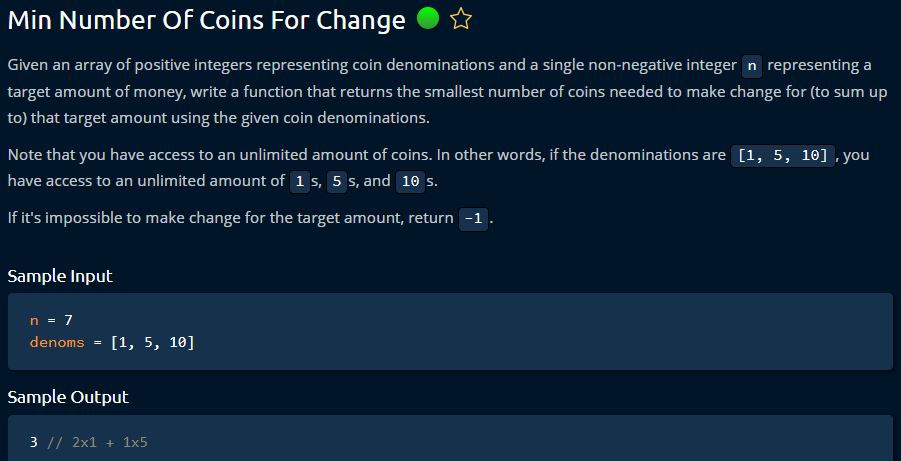 Min Number Of Coins For Change
Given an array of positive integers representing coin denominations and a single non-negative integer n representing a
target amount of money, write a function that returns the smallest number of coins needed to make change for (to sum up
to) that target amount using the given coin denominations.
Note that you have access to an unlimited amount of coins. In other words, if the denominations are [1, 5, 10] , you
have access to an unlimited amount of 1 s, 5 s, and 10 s.
If it's impossible to make change for the target amount, return -1 .
Sample Input
n = 7
denoms = [1, 5, 10]
Sample Output
3 // 2x1 + 1x5